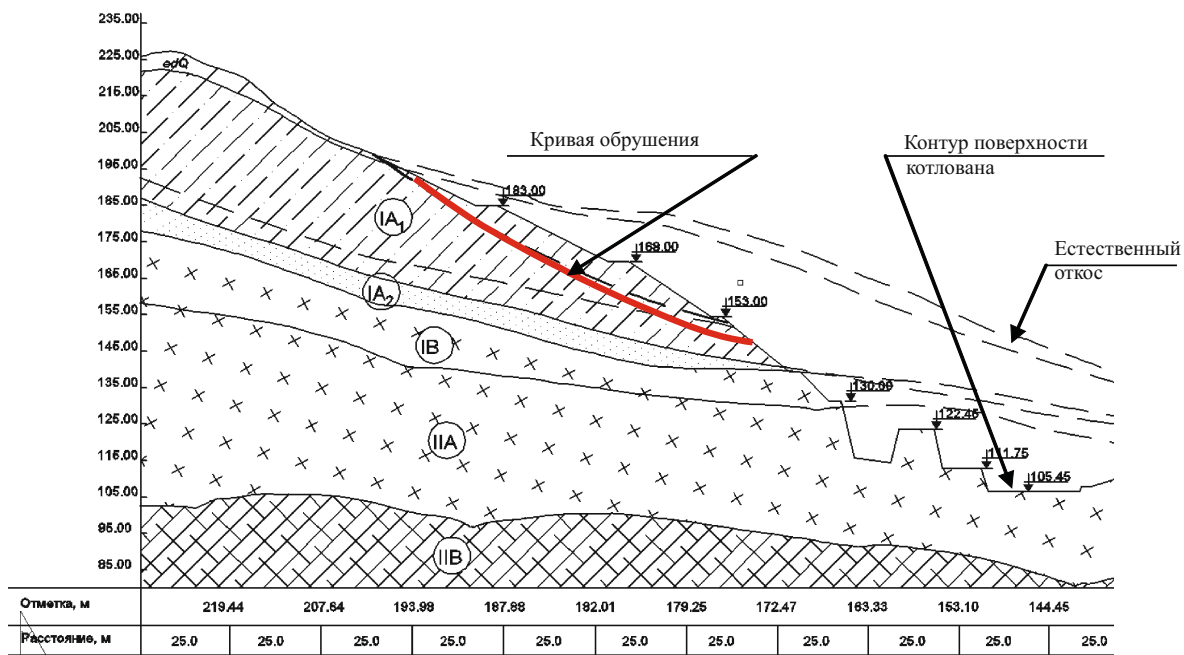 235.00
225.00
215.00
205.00
195.00
185.00
175.00
166.00
155.00
145.00
135.00
125.00
116.00
105.00
95.00
85.00
edQ
Кривая обрушения
Контур поверхности
котлована
Естественный
откос
183.00
168.00
153.00
130.00
122.45
111.75
105.45
IA1
IA2
IB
IIA
IIB
Отметка, м 219.44 207.64 193.98 187.88 182.01 179.25 172.47 163.33 153.10 144.45
Расстояние, м 25.0 25.0 25.0 25.0 25.0 25.0 25.0 25.0 25.0 25.0 25.0